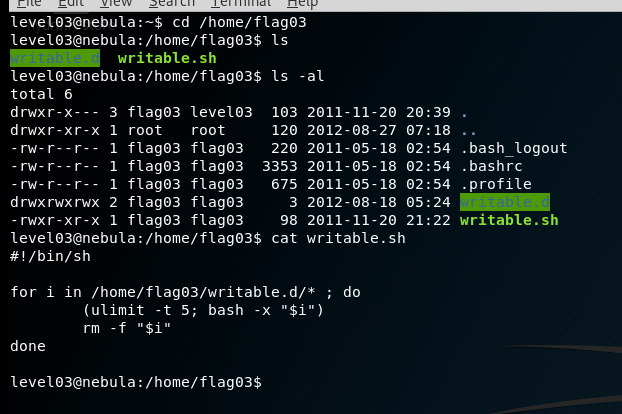 File Edit View Search Terminal Help
level03@nebula:~$ cd /home/flag03
level03@nebula:/home/flag03$ ls
writable.d  writable.sh
level03@nebula:/home/flag03$ ls -al
total 6
drwxr-x--- 3 flag03 level03  103 2011-11-20 20:39 .
drwxr-xr-x 1 root   root     120 2012-08-27 07:18 ..
-rw-r--r-- 1 flag03 flag03   220 2011-05-18 02:54 .bash_logout
-rw-r--r-- 1 flag03 flag03  3353 2011-05-18 02:54 .bashrc
-rw-r--r-- 1 flag03 flag03   675 2011-05-18 02:54 .profile
drwxrwxrwx 2 flag03 flag03     3 2012-08-18 05:24 writable.d
-rwxr-xr-x 1 flag03 flag03    98 2011-11-20 21:22 writable.sh
level03@nebula:/home/flag03$ cat writable.sh
#!/bin/sh

for i in /home/flag03/writable.d/* ; do
        (ulimit -t 5; bash -x "$i")
        rm -f "$i"
done

level03@nebula:/home/flag03$